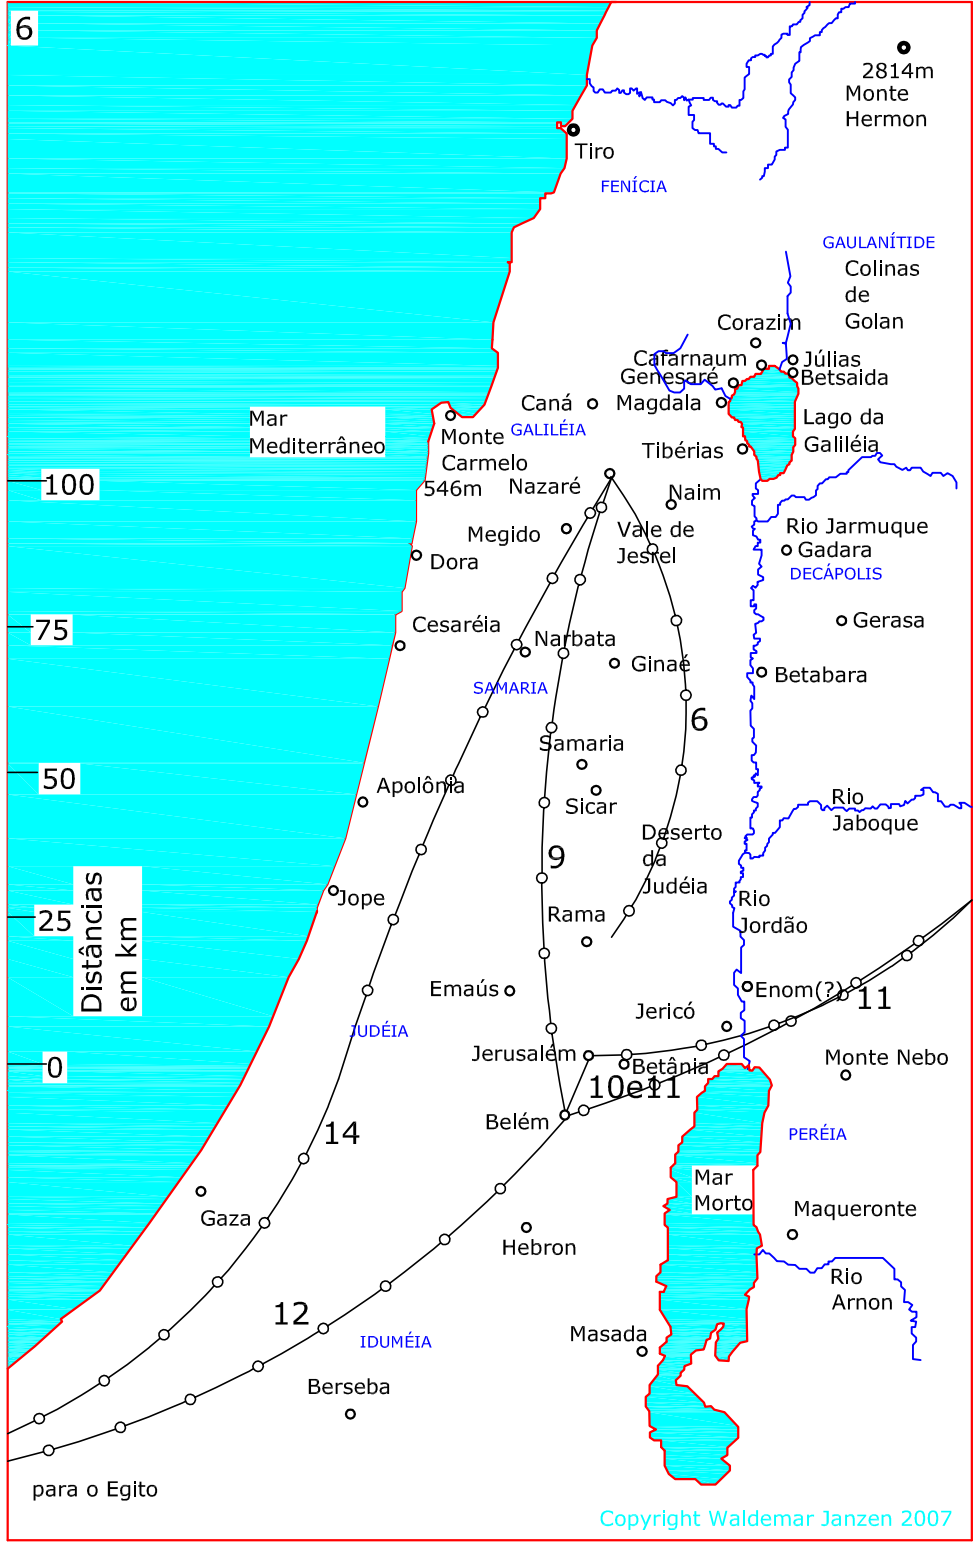 6
2814m
Monte
Hermon
Tiro
FENÍCIA
GAULANÍTIDE
Colinas
de
Golan
Corazim
Cafarnaum
Júlias
Genesaré
Betsaida
Caná
Magdala
Mar
Mediterrâneo
Lago da
Galiléia
GALILÉIA
Monte
Carmelo
546m
Tibérias
100
Nazaré
Naim
Megido
Vale de
Jesrel
Rio Jarmuque
Dora
Gadara
DECÁPOLIS
75
Cesaréia
Narbata
Gerasa
Ginaé
Betabara
SAMARIA
6
Samaria
50
Apolônia
Sicar
Rio
Jaboque
Deserto
da
Judéia
9
Distâncias
em km
Jope
Rama
Rio
Jordão
25
Emaús
Enom(?)
11
Jericó
JUDÉIA
Jerusalém
Betânia
Monte Nebo
0
10e11
Belém
14
PERÉIA
Mar
Morto
Gaza
Maqueronte
Hebron
Rio
Arnon
12
IDUMÉIA
Masada
Berseba
para o Egito
Copyright Waldemar Janzen 2007